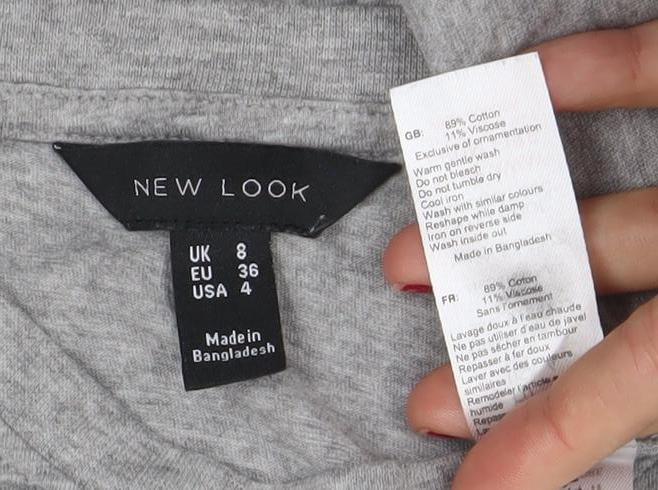 NEW LOOK
UK 8
EU 36
USA 4
Made in
Bangladesh
GB: 89% Cotton
11% Viscose
Exclusive of ornamentation
Warm gentle wash
Do not bleach
Do not tumble dry
Cool iron
Wash with similar colours
Reshape while damp
Iron on reverse side
Wash inside out
Made in Bangladesh
FR: 89% Coton
11% Viscose
Sans l'ornement
Lavage doux à l'eau chaude
Ne pas utiliser d'eau de javel
Ne pas sécher en tambour
Repasser à fer doux
Laver avec des couleurs
similaires
Remodeler l'article
humide